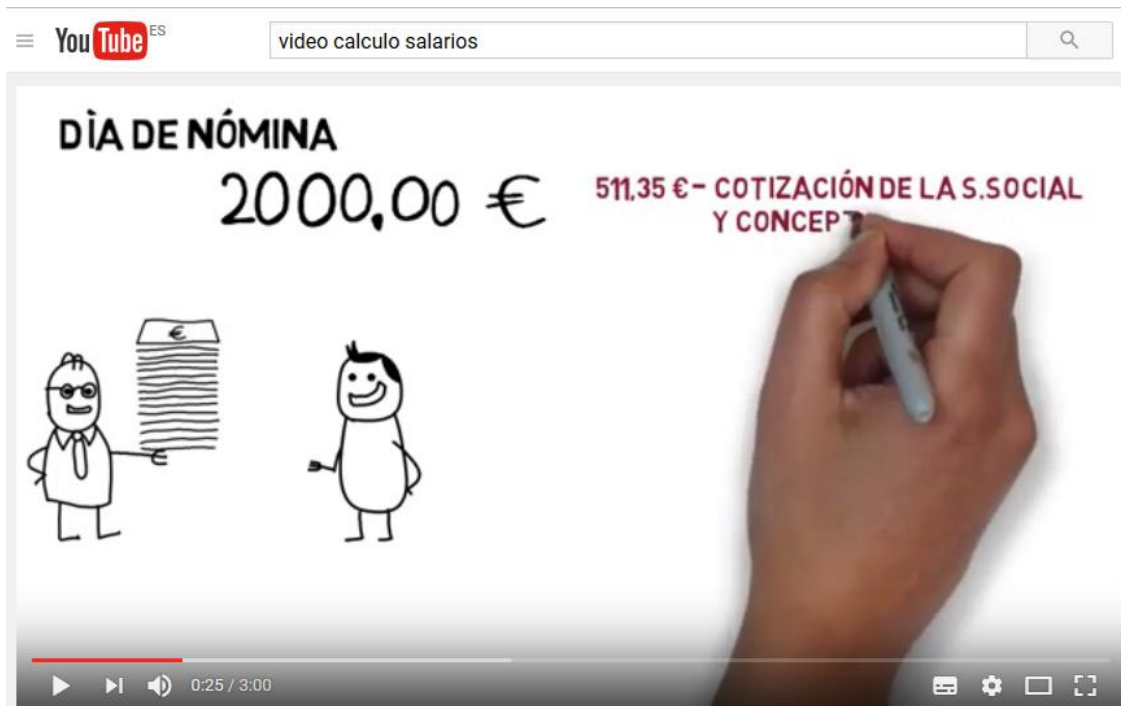 YouTube ES
video calculo salarios
DÌA DE NÓMINA
2000,00 €
511,35 € - COTIZACIÓN DE LA S.SOCIAL
Y CONCEPT
€
0:25 / 3:00